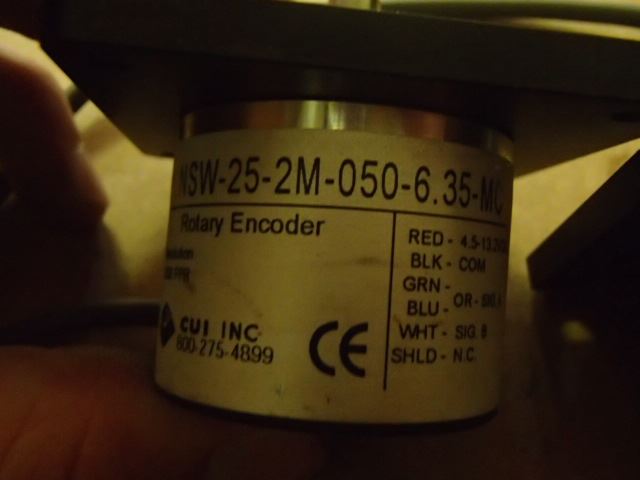 NSW-25-2M-050-6.35-MC
Rotary Encoder
CUI INC
800-275-4899
CE
RED - 4.5-13.2
BLK - COM
GRN -
BLU - OR - SIG.
WHT - SIG. B
SHLD - N.C.